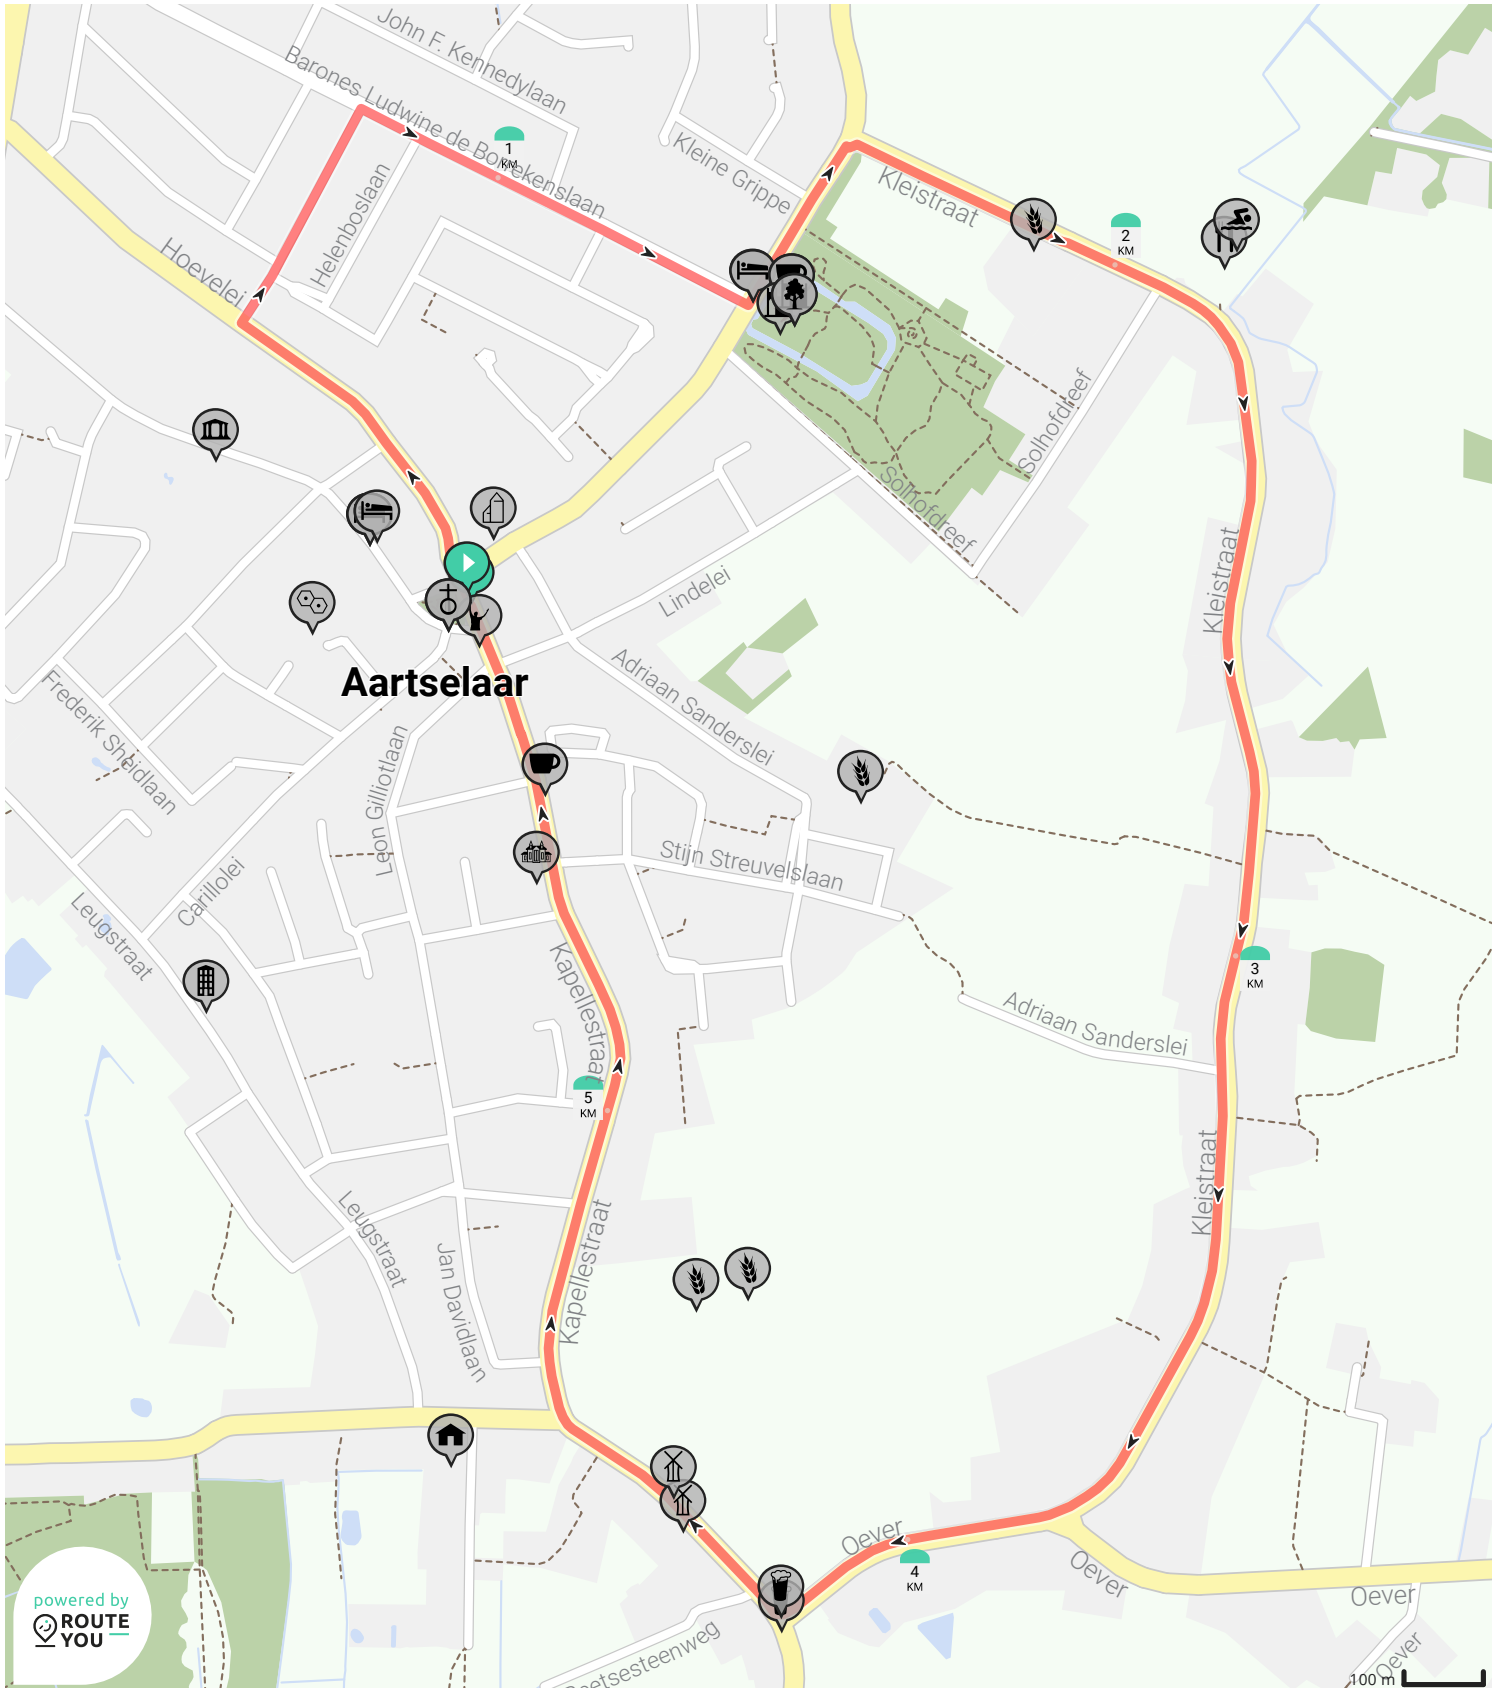 John F. Kennedylaan
Barones Ludwine de Borrekenslaan
1
KM
Kleine Grippe
Kleistraat
Helenboslaan
2
KM
Hoevelei
Solhofdreef
Solhofdreef
Kleistraat
Lindelei
Aartselaar
Adriaan Sanderslei
Frederik Sheidlaan
Leon Gilliotlaan
Stijn Streuvelslaan
Carillolei
Leugstraat
Kapellestraat
3
KM
Adriaan Sanderslei
5
KM
Kleistraat
Leugstraat
Kapellestraat
Jan Davidlaan
Oever
4
KM
Oever
Oever
powered by
ROUTE
YOU
Oever
100 m